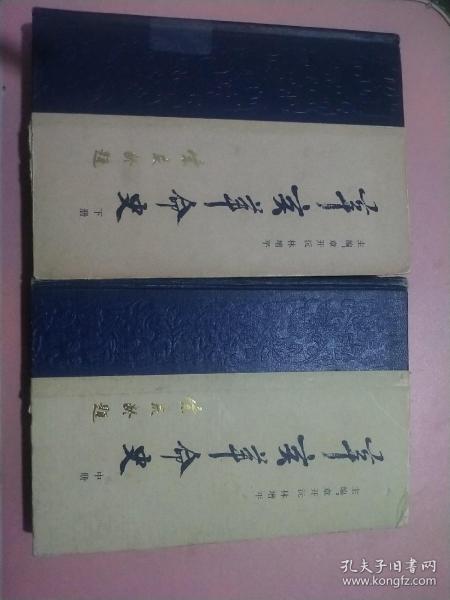 辛亥革命史
下册
主编 章开沅 林增平
題
辛亥革命史
中册
主编 章开沅 林增平
題
孔夫子旧书网
www.kongfz.com